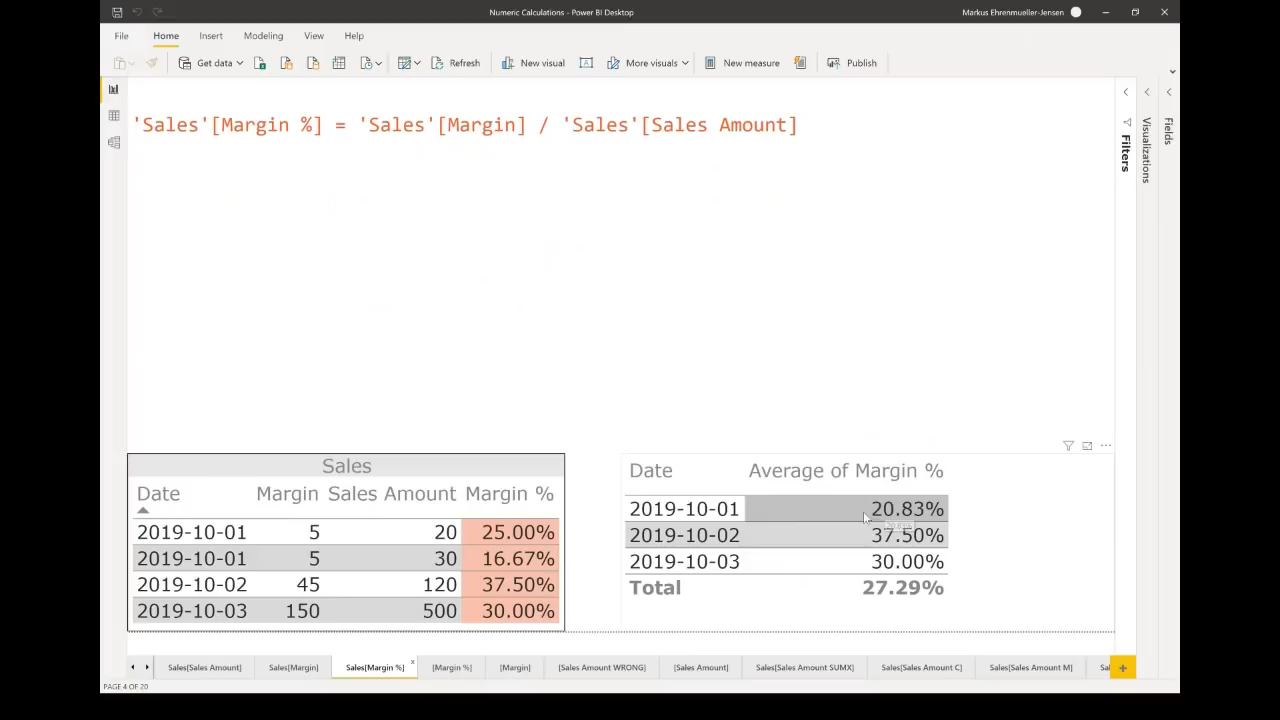 Numeric Calculations - Power BI Desktop
Markus Ehrenmueller-Jensen
File Home Insert Modeling View Help
Get data Refresh New visual More visuals New measure Publish
'Sales'[Margin %] = 'Sales'[Margin] / 'Sales'[Sales Amount]
Filters
Visualizations
Fields
Sales
Date Margin Sales Amount Margin %
2019-10-01 5 20 25.00%
2019-10-01 5 30 16.67%
2019-10-02 45 120 37.50%
2019-10-03 150 500 30.00%
Date Average of Margin %
2019-10-01 20.83%
20.83%
2019-10-02 37.50%
2019-10-03 30.00%
Total 27.29%
Sales[Sales Amount] Sales[Margin] Sales[Margin %] x [Margin %] [Margin] [Sales Amount WRONG] [Sales Amount] [Sales Amount SUMX] Sales[Sales Amount C] Sales[Sales Amount M] Sa +
PAGE 4 OF 20